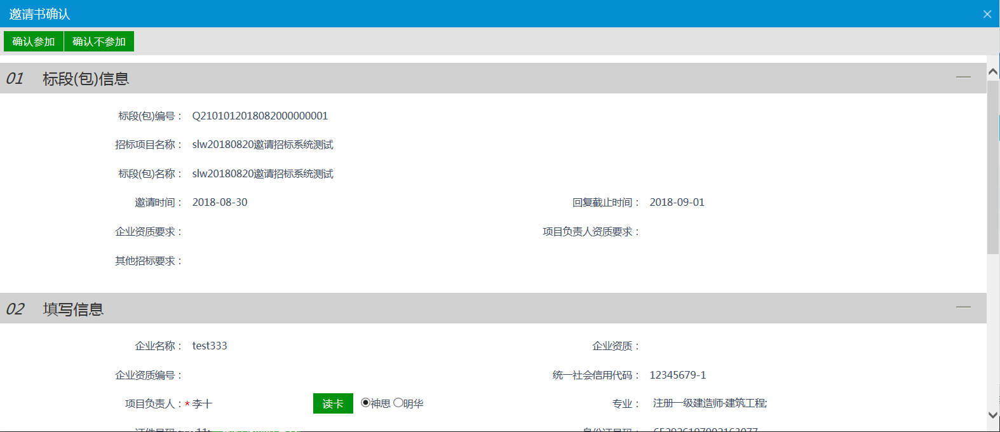 邀请书确认
确认参加 确认不参加
01 标段(包)信息
标段(包)编号： Q2101012018082000000001
招标项目名称： slw20180820邀请招标系统测试
标段(包)名称： slw20180820邀请招标系统测试
邀请时间： 2018-08-30 回复截止时间： 2018-09-01
企业资质要求： 项目负责人资质要求：
其他招标要求：
02 填写信息
企业名称： test333 企业资质：
企业资质编号： 统一社会信用代码： 12345679-1
项目负责人：* 李十 读卡 神思 明华 专业： 注册一级建造师·建筑工程;